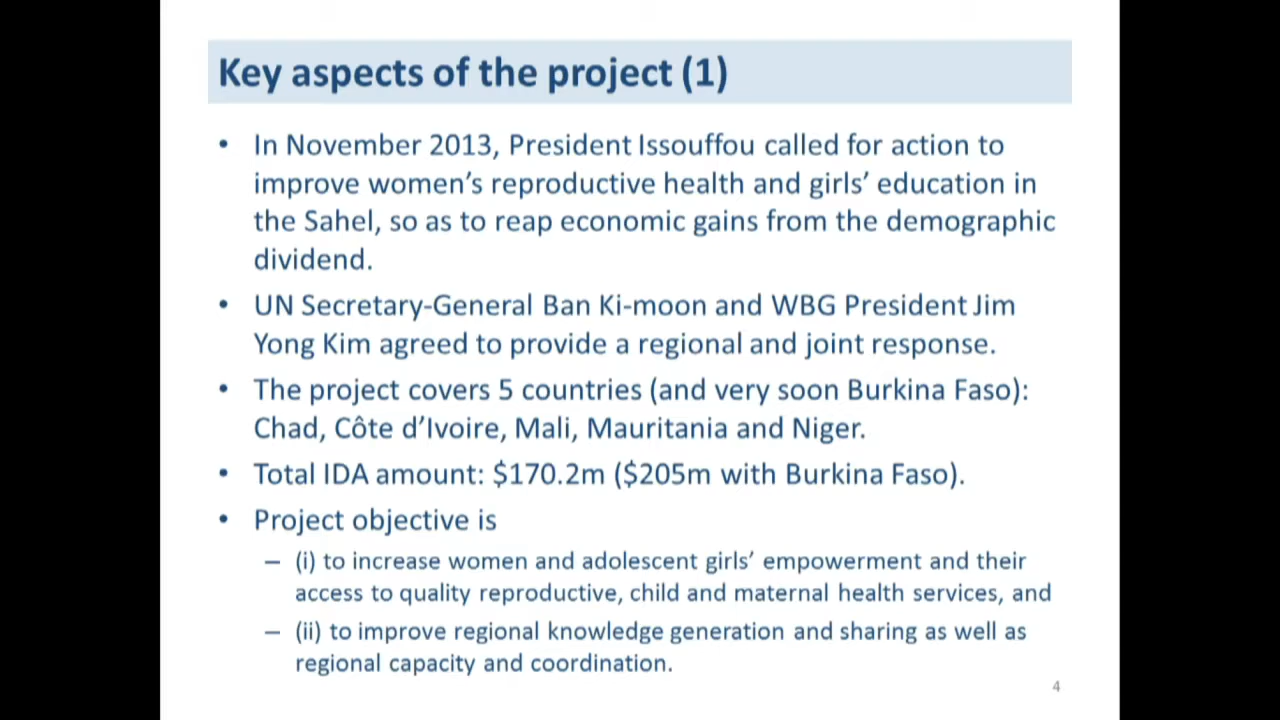 Key aspects of the project (1)
• In November 2013, President Issouffou called for action to
improve women's reproductive health and girls' education in
the Sahel, so as to reap economic gains from the demographic
dividend.
• UN Secretary-General Ban Ki-moon and WBG President Jim
Yong Kim agreed to provide a regional and joint response.
• The project covers 5 countries (and very soon Burkina Faso):
Chad, Côte d'Ivoire, Mali, Mauritania and Niger.
• Total IDA amount: $170.2m ($205m with Burkina Faso).
• Project objective is
– (i) to increase women and adolescent girls' empowerment and their
access to quality reproductive, child and maternal health services, and
– (ii) to improve regional knowledge generation and sharing as well as
regional capacity and coordination.
4